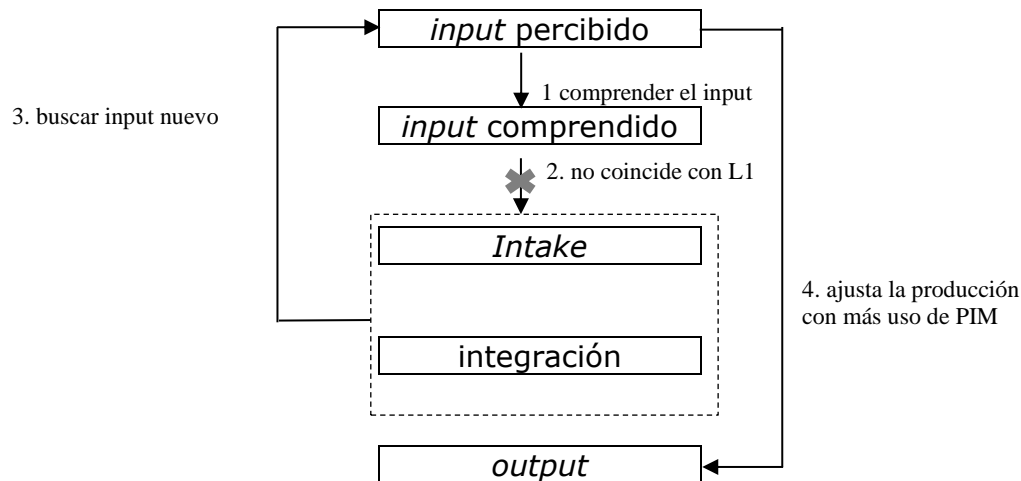 input percibido
1 comprender el input
3. buscar input nuevo
input comprendido
2. no coincide con L1
Intake
4. ajusta la producción
con más uso de PIM
integración
output